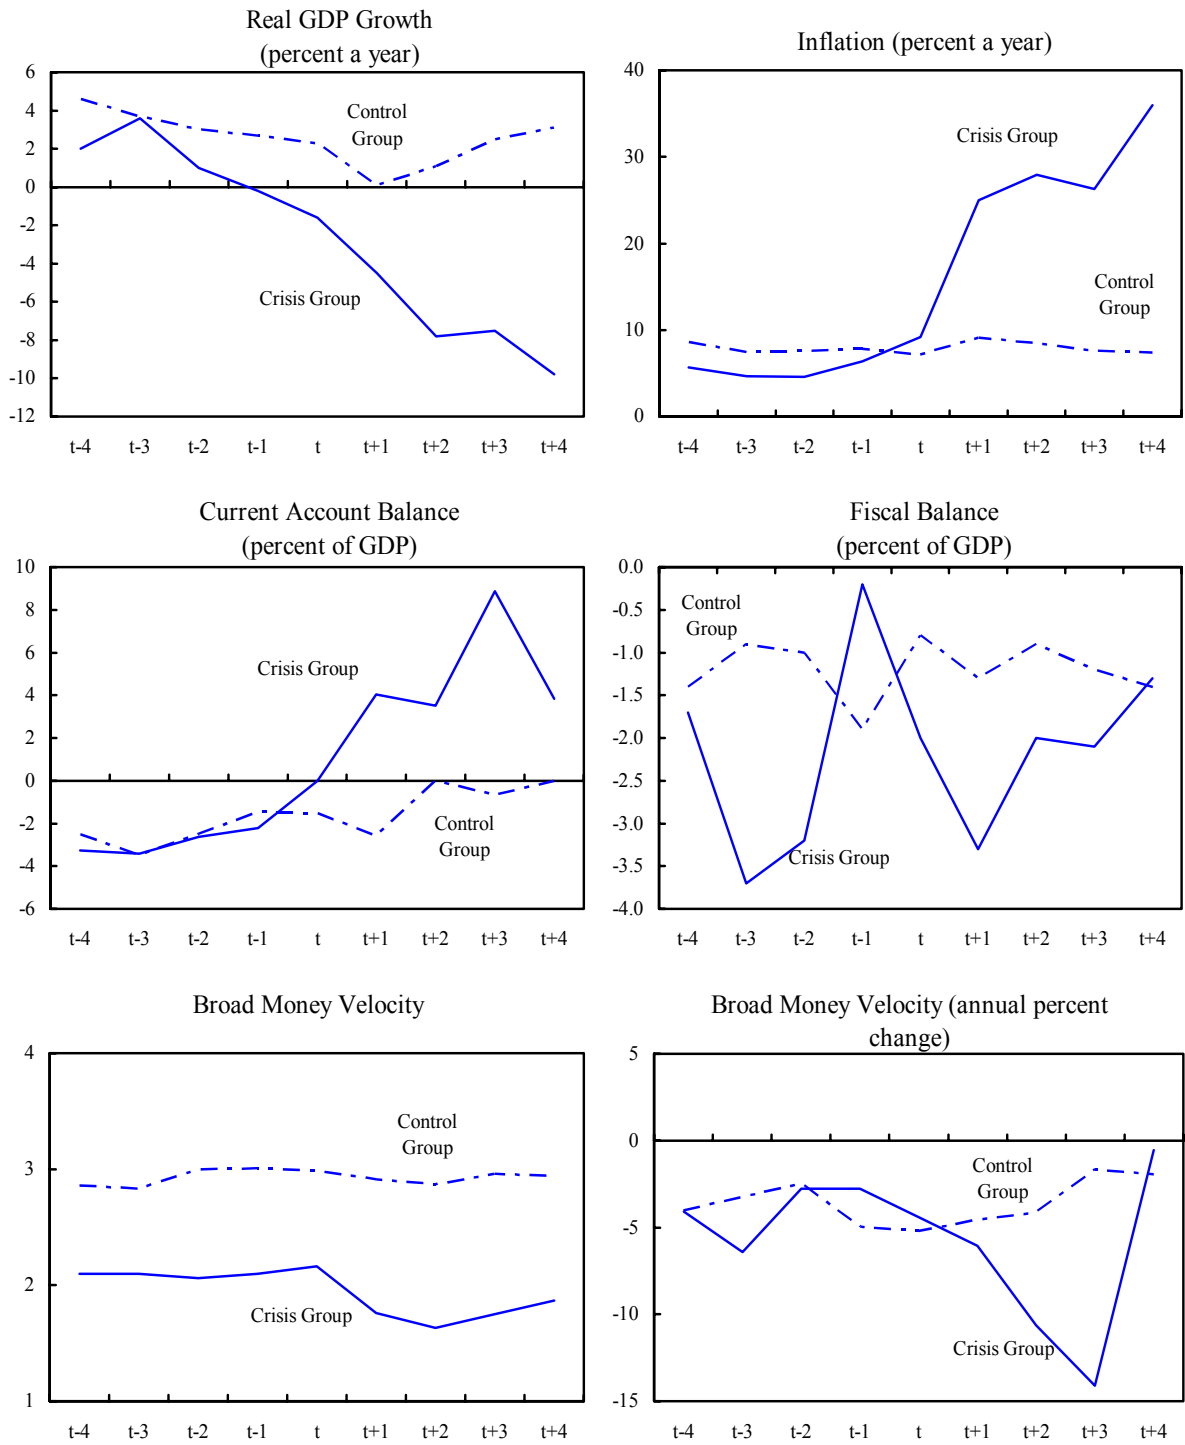 Real GDP Growth
(percent a year)
6
4
2
0
-2
-4
-6
-8
-10
-12
Control
Group
Crisis Group
t-4 t-3 t-2 t-1 t t+1 t+2 t+3 t+4
Inflation (percent a year)
40
30
20
10
0
Crisis Group
Control
Group
t-4 t-3 t-2 t-1 t t+1 t+2 t+3 t+4
Current Account Balance
(percent of GDP)
10
8
6
4
2
0
-2
-4
-6
Crisis Group
Control
Group
t-4 t-3 t-2 t-1 t t+1 t+2 t+3 t+4
Fiscal Balance
(percent of GDP)
0.0
-0.5
-1.0
-1.5
-2.0
-2.5
-3.0
-3.5
-4.0
Control
Group
Crisis Group
t-4 t-3 t-2 t-1 t t+1 t+2 t+3 t+4
Broad Money Velocity
4
3
2
1
Control
Group
Crisis Group
t-4 t-3 t-2 t-1 t t+1 t+2 t+3 t+4
Broad Money Velocity (annual percent
change)
5
0
-5
-10
-15
Control
Group
Crisis Group
t-4 t-3 t-2 t-1 t t+1 t+2 t+3 t+4